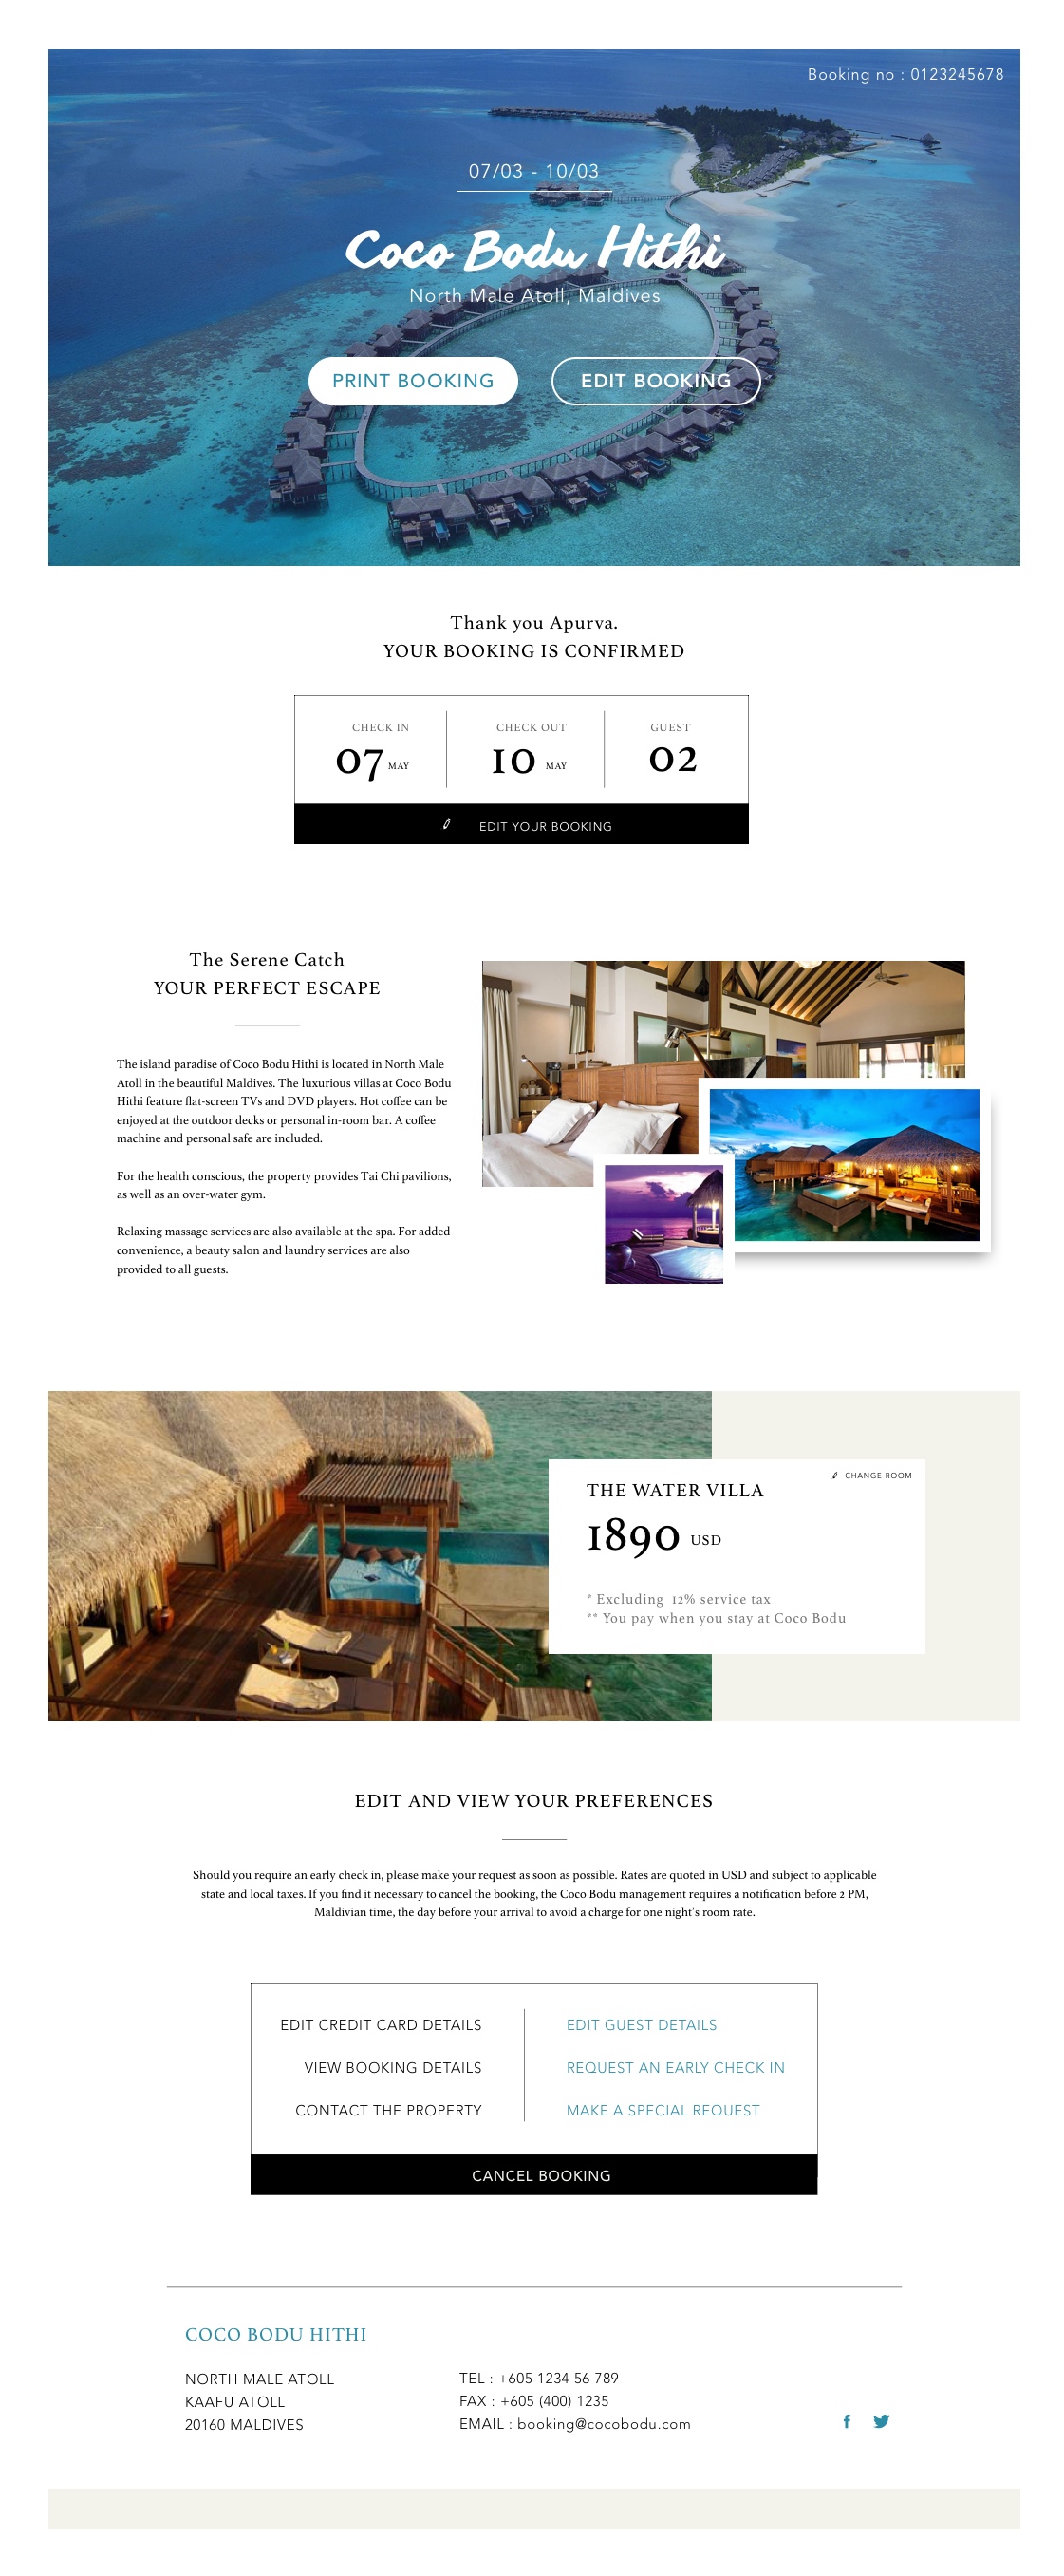 Booking no : 0123245678
07/03 - 10/03
Coco Bodu Hithi
North Male Atoll, Maldives
PRINT BOOKING
EDIT BOOKING
Thank you Apurva.
YOUR BOOKING IS CONFIRMED
CHECK IN
07 MAY
CHECK OUT
10 MAY
GUEST
02
EDIT YOUR BOOKING
The Serene Catch
YOUR PERFECT ESCAPE
The island paradise of Coco Bodu Hithi is located in North Male
Atoll in the beautiful Maldives. The luxurious villas at Coco Bodu
Hithi feature flat-screen TVs and DVD players. Hot coffee can be
enjoyed at the outdoor decks or personal in-room bar. A coffee
machine and personal safe are included.
For the health conscious, the property provides Tai Chi pavilions,
as well as an over-water gym.
Relaxing massage services are also available at the spa. For added
convenience, a beauty salon and laundry services are also
provided to all guests.
CHANGE ROOM
THE WATER VILLA
1890 USD
* Excluding 12% service tax
** You pay when you stay at Coco Bodu
EDIT AND VIEW YOUR PREFERENCES
Should you require an early check in, please make your request as soon as possible. Rates are quoted in USD and subject to applicable
state and local taxes. If you find it necessary to cancel the booking, the Coco Bodu management requires a notification before 2 PM,
Maldivian time, the day before your arrival to avoid a charge for one night's room rate.
EDIT CREDIT CARD DETAILS
VIEW BOOKING DETAILS
CONTACT THE PROPERTY
EDIT GUEST DETAILS
REQUEST AN EARLY CHECK IN
MAKE A SPECIAL REQUEST
CANCEL BOOKING
COCO BODU HITHI
NORTH MALE ATOLL
KAAFU ATOLL
20160 MALDIVES
TEL : +605 1234 56 789
FAX : +605 (400) 1235
EMAIL : booking@cocobodu.com